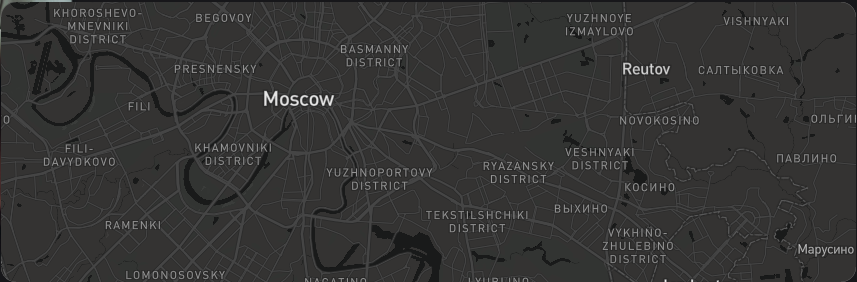 KHOROSHEVO-
MNEVNIKI
DISTRICT
BEGOVOY
YUZHNOYE
IZMAYLOVO
VISHNYAKI
BASMANNY
DISTRICT
PRESNENSKY
Reutov
САЛТЫКОВКА
Moscow
FILI
NOVOKOSINO
ОЛЬГИ
FILI-
DAVYDKOVO
KHAMOVNIKI
DISTRICT
VESHNYAKI
DISTRICT
ПАВЛИНО
YUZHNOPORTOVY
DISTRICT
RYAZANSKY
DISTRICT
КОСИНО
TEKSTILSHCHIKI
DISTRICT
ВЫХИНО
RAMENKI
VYKHINO-
ZHULEBINO
DISTRICT
Марусино
LOMONOSOVSKY